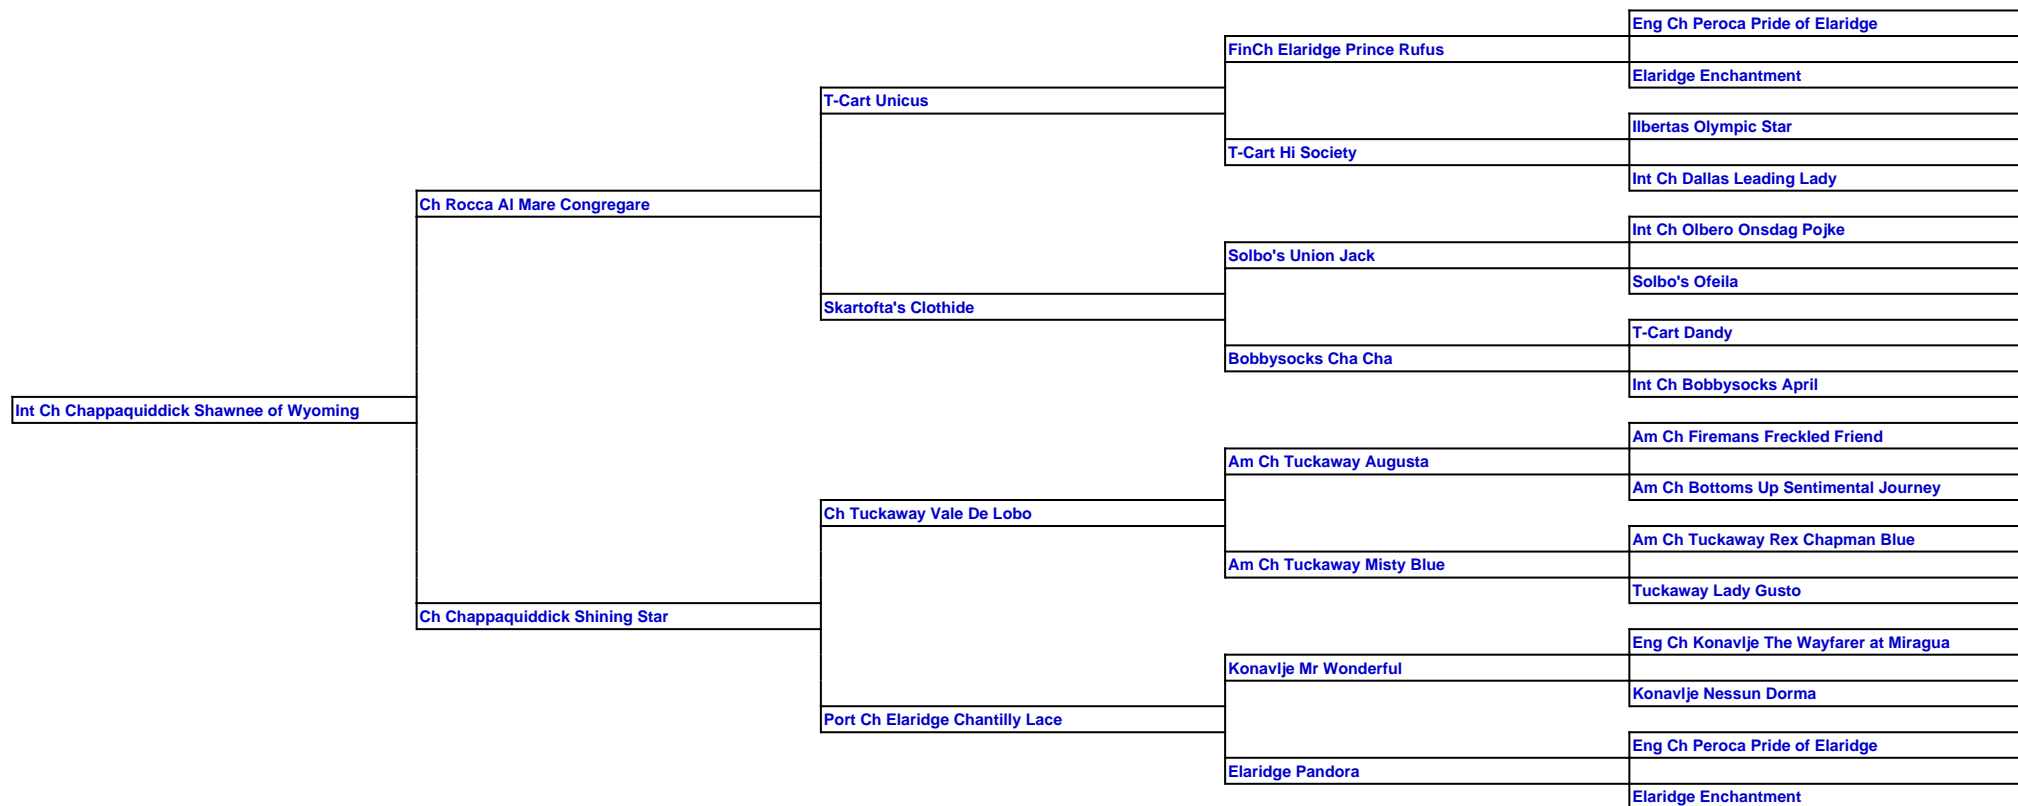 Eng Ch Peroca Pride of Elaridge
FinCh Elaridge Prince Rufus
Elaridge Enchantment
T-Cart Unicus
Ilbertas Olympic Star
T-Cart Hi Society
Int Ch Dallas Leading Lady
Ch Rocca Al Mare Congregare
Int Ch Olbero Onsdag Pojke
Solbo's Union Jack
Solbo's Ofeila
Skartofta's Clothide
T-Cart Dandy
Bobbysocks Cha Cha
Int Ch Bobbysocks April
Int Ch Chappaquiddick Shawnee of Wyoming
Am Ch Firemans Freckled Friend
Am Ch Tuckaway Augusta
Am Ch Bottoms Up Sentimental Journey
Ch Tuckaway Vale De Lobo
Am Ch Tuckaway Rex Chapman Blue
Am Ch Tuckaway Misty Blue
Tuckaway Lady Gusto
Ch Chappaquiddick Shining Star
Eng Ch Konavlje The Wayfarer at Miragua
Konavlje Mr Wonderful
Konavlje Nessun Dorma
Port Ch Elaridge Chantilly Lace
Eng Ch Peroca Pride of Elaridge
Elaridge Pandora
Elaridge Enchantment